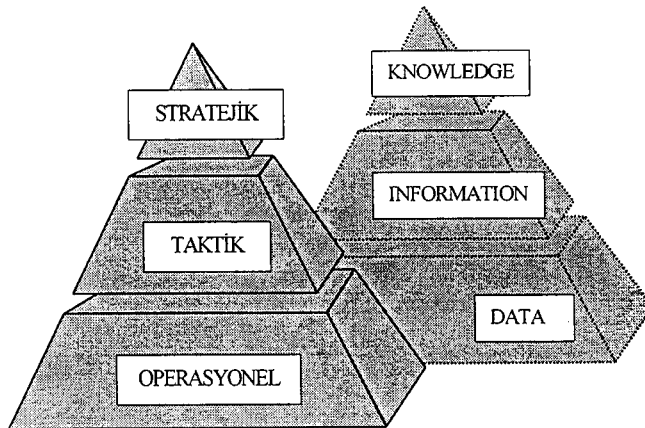 STRATEJİK
TAKTİK
OPERASYONEL
KNOWLEDGE
INFORMATION
DATA